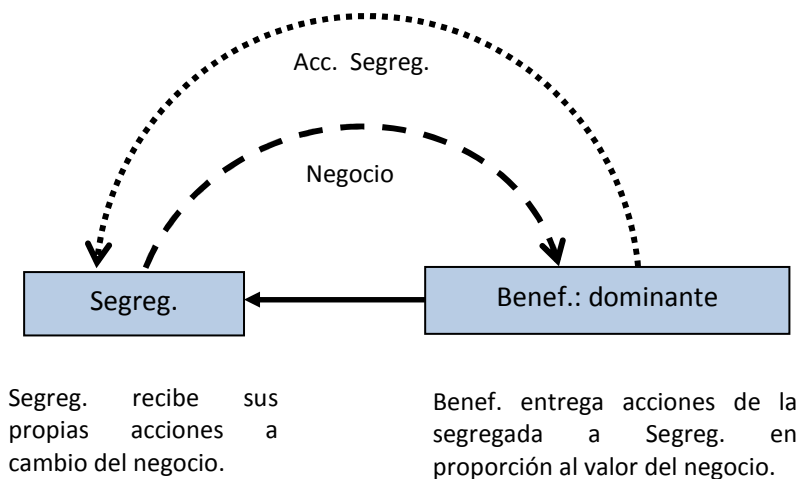 Acc. Segreg.
Negocio
Segreg.
Benef.: dominante
Segreg. recibe sus
propias acciones a
cambio del negocio.
Benef. entrega acciones de la
segregada a Segreg. en
proporción al valor del negocio.